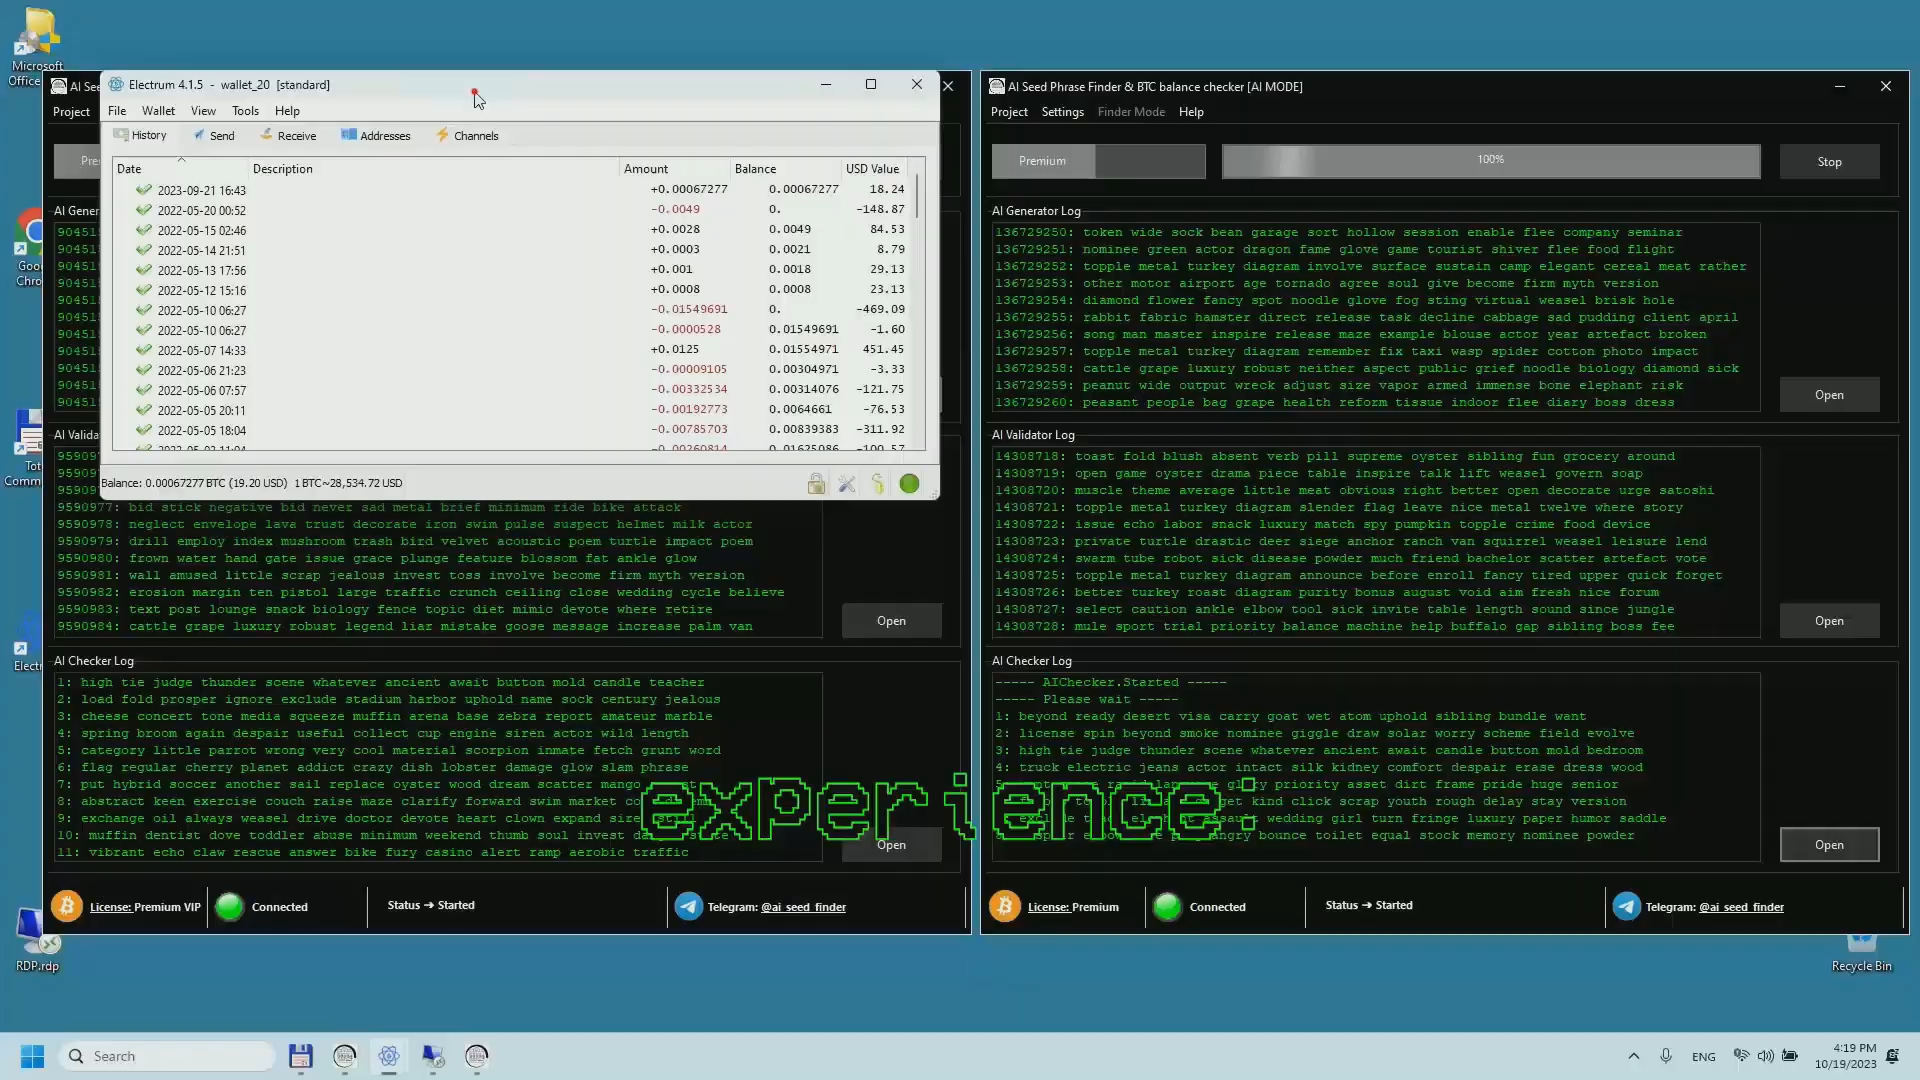 Microsoft
Office
AI See
Project
Electrum 4.1.5 - wallet_20 [standard]
File Wallet View Tools Help
History Send Receive Addresses Channels
Date Description Amount Balance USD Value
2023-09-21 16:43 +0.00067277 0.00067277 18.24
2022-05-20 00:52 -0.0049 0. -148.87
2022-05-15 02:46 +0.0028 0.0049 84.53
2022-05-14 21:51 +0.0003 0.0021 8.79
2022-05-13 17:56 +0.001 0.0018 29.13
2022-05-12 15:16 +0.0008 0.0008 23.13
2022-05-10 06:27 -0.01549691 0. -469.09
2022-05-10 06:27 -0.0000528 0.01549691 -1.60
2022-05-07 14:33 +0.0125 0.01554971 451.45
2022-05-06 21:23 -0.00009105 0.00304971 -3.33
2022-05-06 07:57 -0.00332534 0.00314076 -121.75
2022-05-05 20:11 -0.00192773 0.0064661 -76.53
2022-05-05 18:04 -0.00785703 0.00839383 -311.92
Balance: 0.00067277 BTC (19.20 USD) 1 BTC~28,534.72 USD
AI Gener
90451
90451
90451
90451
90451
90451
90451
90451
90451
90451
90451
AI Valida
95909
95909
95909
9590977: bid stick negative bid never sad metal brief minimum ride bike attack
9590978: neglect envelope lava trust decorate iron swim pulse suspect helmet milk actor
9590979: drill employ index mushroom trash bird velvet acoustic poem turtle impact poem
9590980: frown water hand gate issue grace plunge feature blossom fat ankle glow
9590981: wall amused little scrap jealous invest toss involve become firm myth version
9590982: erosion margin ten pistol large traffic crunch ceiling close wedding cycle believe
9590983: text post lounge snack biology fence topic diet mimic devote where retire
9590984: cattle grape luxury robust legend liar mistake goose message increase palm van
Open
AI Checker Log
1: high tie judge thunder scene whatever ancient await button mold candle teacher
2: load fold prosper ignore exclude stadium harbor uphold name sock century jealous
3: cheese concert tone media squeeze muffin arena base zebra report amateur marble
4: spring broom again despair useful collect cup engine siren actor wild length
5: category little parrot wrong very cool material scorpion inmate fetch grunt word
6: flag regular cherry planet addict crazy dish lobster damage glow slam phrase
7: put hybrid soccer another sail replace oyster wood dream scatter mango
8: abstract keen exercise couch raise maze clarify forward swim market
9: exchange oil always weasel drive doctor devote heart clown expand
10: muffin dentist dove toddler abuse minimum weekend thumb soul invest
11: vibrant echo claw rescue answer bike fury casino alert ramp aerobic traffic
Open
License: Premium VIP Connected Status ➔ Started Telegram: @ai_seed_finder
AI Seed Phrase Finder & BTC balance checker [AI MODE]
Project Settings Finder Mode Help
Premium 100% Stop
AI Generator Log
136729250: token wide sock bean garage sort hollow session enable flee company seminar
136729251: nominee green actor dragon fame glove game tourist shiver flee food flight
136729252: topple metal turkey diagram involve surface sustain camp elegant cereal meat rather
136729253: other motor airport age tornado agree soul give become firm myth version
136729254: diamond flower fancy spot noodle glove fog sting virtual weasel brisk hole
136729255: rabbit fabric hamster direct release task decline cabbage sad pudding client april
136729256: song man master inspire release maze example blouse actor year artefact broken
136729257: topple metal turkey diagram remember fix taxi wasp spider cotton photo impact
136729258: cattle grape luxury robust neither aspect public grief noodle biology diamond sick
136729259: peanut wide output wreck adjust size vapor armed immense bone elephant risk
136729260: peasant people bag grape health reform tissue indoor flee diary boss dress
Open
AI Validator Log
14308718: toast fold blush absent verb pill supreme oyster sibling fun grocery around
14308719: open game oyster drama piece table inspire talk lift weasel govern soap
14308720: muscle theme average little meat obvious right better open decorate urge satoshi
14308721: topple metal turkey diagram slender flag leave nice metal twelve where story
14308722: issue echo labor snack luxury match spy pumpkin topple crime food device
14308723: private turtle drastic deer siege anchor ranch van squirrel weasel leisure lend
14308724: swarm tube robot sick disease powder much friend bachelor scatter artefact vote
14308725: topple metal turkey diagram announce before enroll fancy tired upper quick forget
14308726: better turkey roast diagram purity bonus august void aim fresh nice forum
14308727: select caution ankle elbow tool sick invite table length sound since jungle
14308728: mule sport trial priority balance machine help buffalo gap sibling boss fee
Open
AI Checker Log
----- AIChecker.Started -----
----- Please wait -----
1: beyond ready desert visa carry goat wet atom uphold sibling bundle want
2: license spin beyond smoke nominee giggle draw solar worry scheme field evolve
3: high tie judge thunder scene whatever ancient await candle button mold bedroom
4: truck electric jeans actor intact silk kidney comfort despair erase dress wood
priority asset dirt frame pride huge senior
kind click scrap youth rough delay stay version
assault wedding girl turn fringe luxury paper humor saddle
angry bounce toilet equal stock memory nominee powder
Open
experience:
License: Premium Connected Status ➔ Started Telegram: @ai_seed_finder
RDP.rdp
Recycle Bin
Search
ENG
4:19 PM
10/19/2023